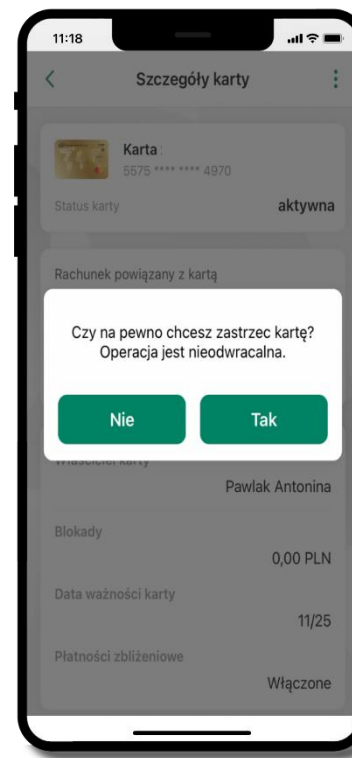 11:18
Szczegóły karty
Karta :
5575 **** **** 4970
Status karty
aktywna
Rachunek powiązany z kartą
Czy na pewno chcesz zastrzec kartę?
Operacja jest nieodwracalna.
Nie
Tak
Właściciel karty
Pawlak Antonina
Blokady
0,00 PLN
Data ważności karty
11/25
Płatności zbliżeniowe
Włączone